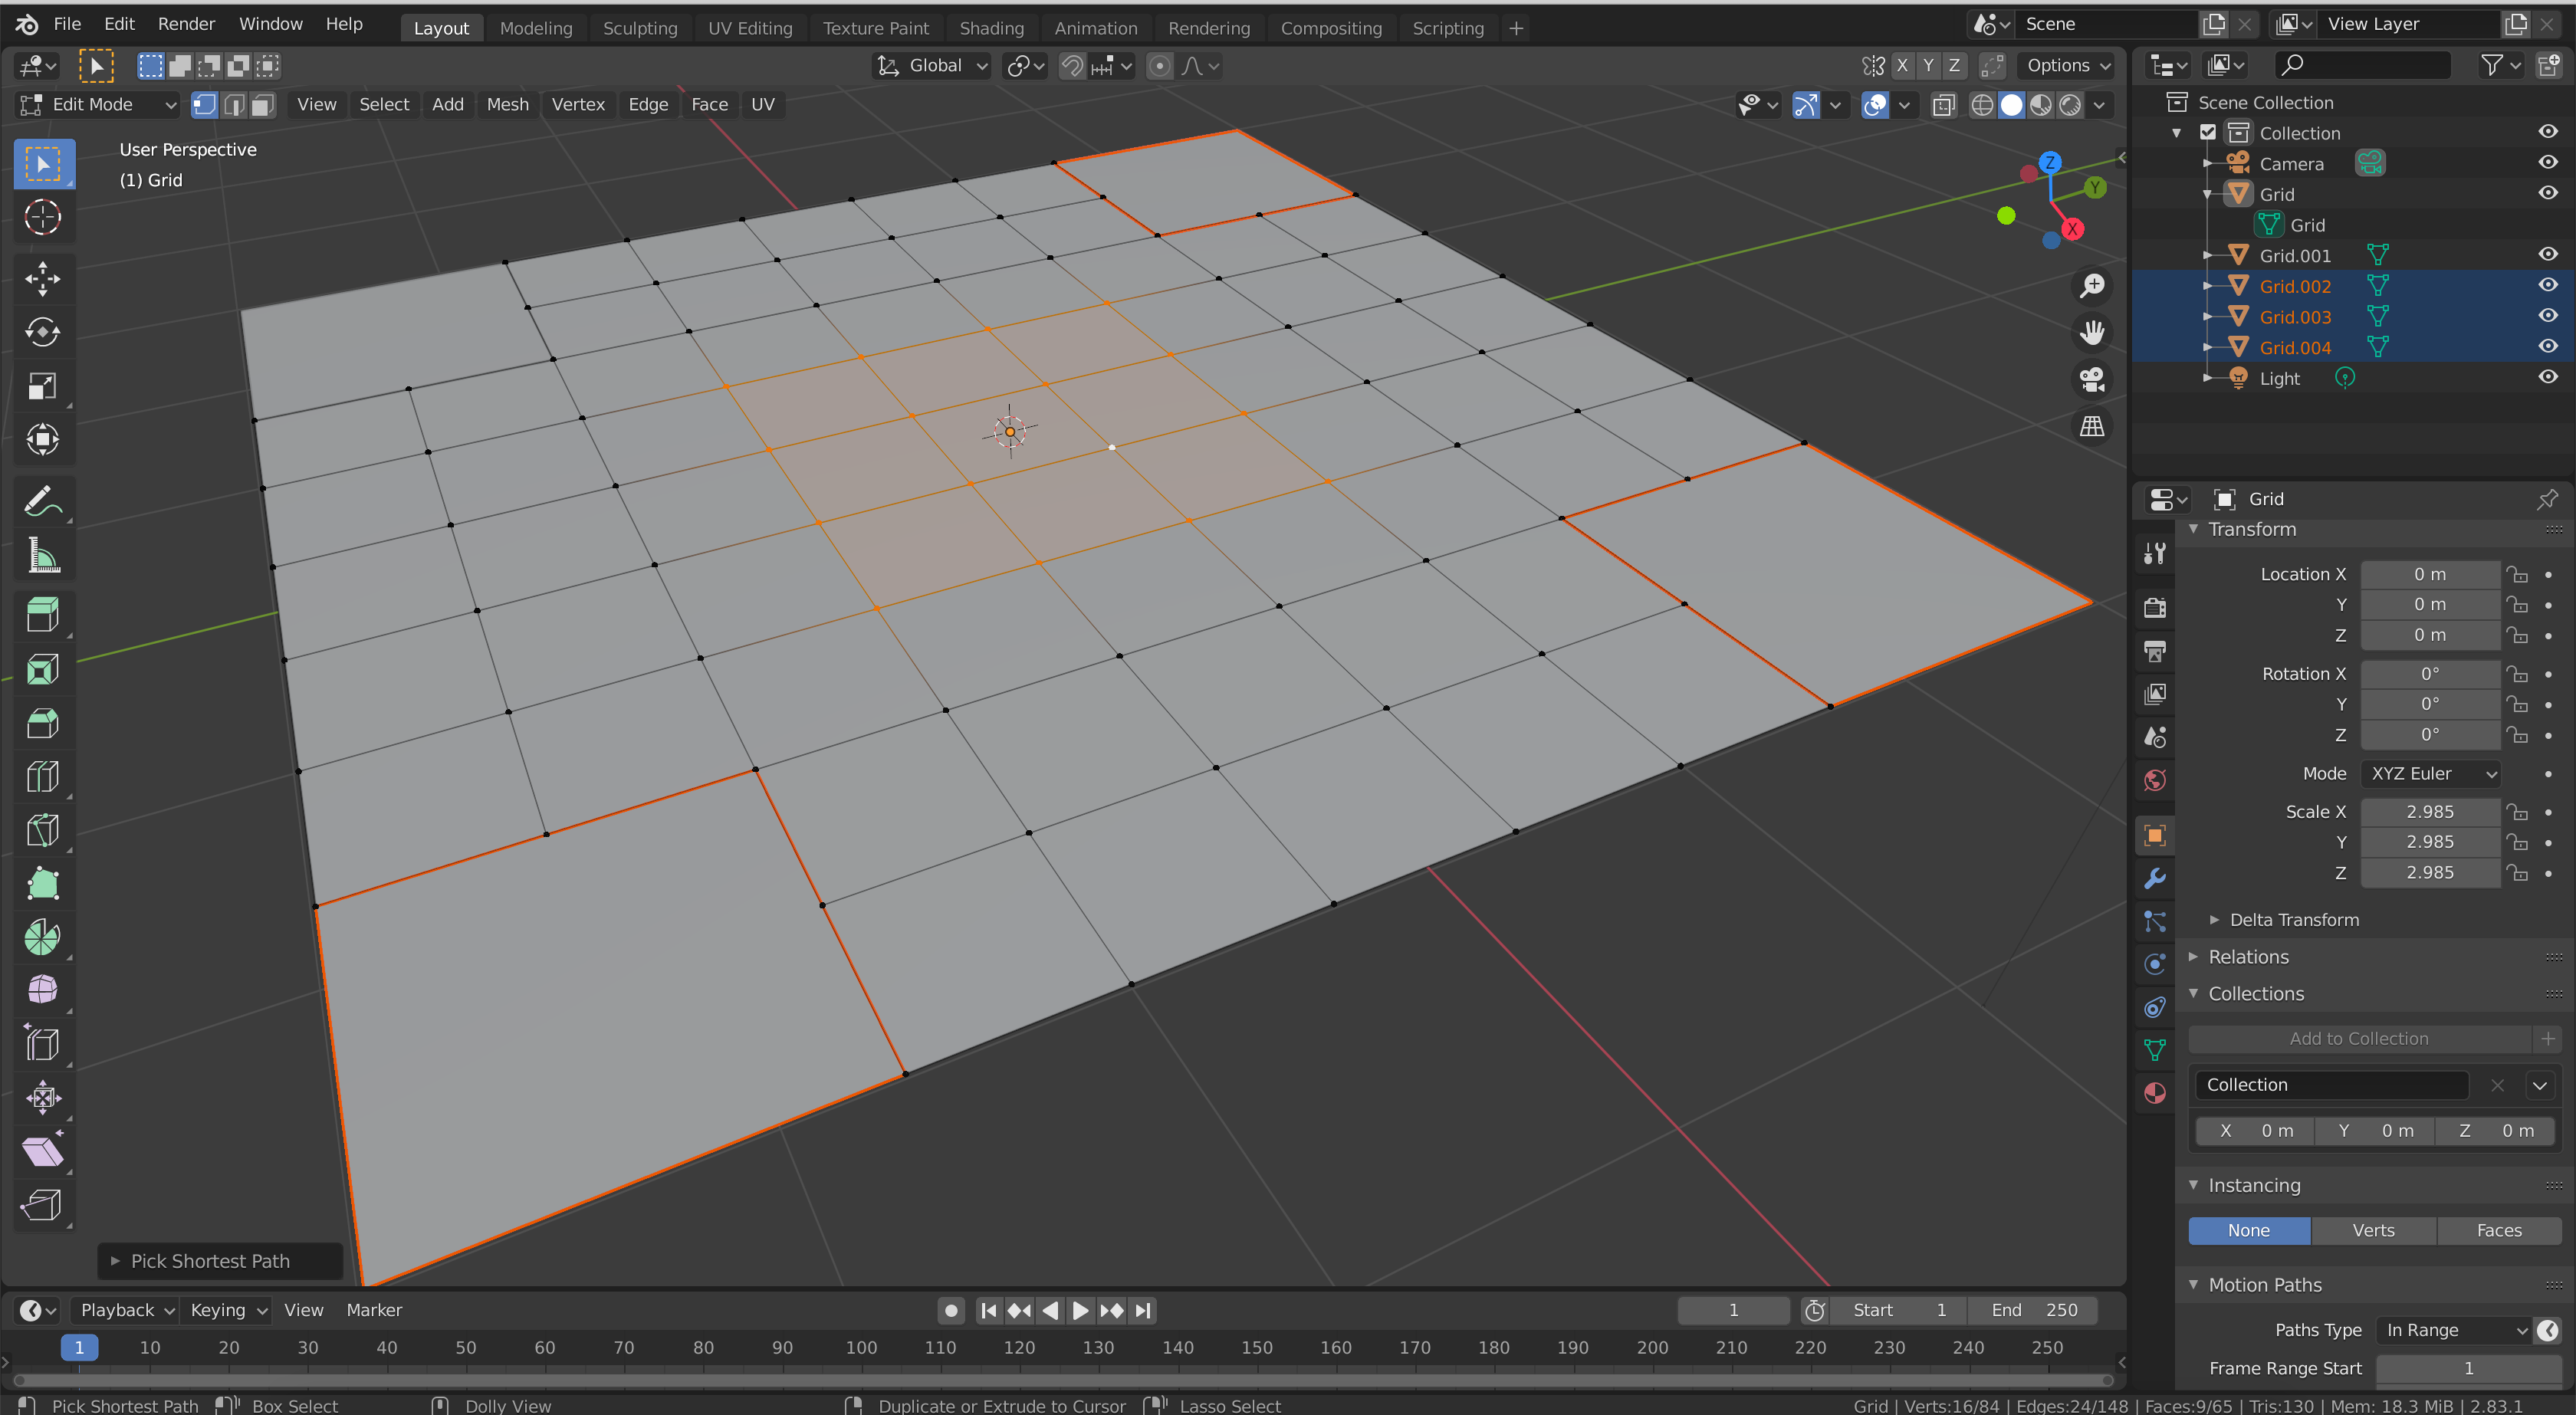 File Edit Render Window Help Layout Modeling Sculpting UV Editing Texture Paint Shading Animation Rendering Compositing Scripting + Scene View Layer
Global X Y Z Options
Edit Mode View Select Add Mesh Vertex Edge Face UV
User Perspective
(1) Grid
Z
Y
X
Pick Shortest Path
Scene Collection
Collection
Camera
Grid
Grid
Grid.001
Grid.002
Grid.003
Grid.004
Light
Grid
Transform
Location X 0 m
Y 0 m
Z 0 m
Rotation X 0°
Y 0°
Z 0°
Mode XYZ Euler
Scale X 2.985
Y 2.985
Z 2.985
Delta Transform
Relations
Collections
Add to Collection +
Collection
X 0 m Y 0 m Z 0 m
Instancing
None Verts Faces
Motion Paths
Paths Type In Range
Frame Range Start 1
Playback Keying View Marker 1 Start 1 End 250
1 10 20 30 40 50 60 70 80 90 100 110 120 130 140 150 160 170 180 190 200 210 220 230 240 250
Pick Shortest Path Box Select Dolly View Duplicate or Extrude to Cursor Lasso Select Grid | Verts:16/84 | Edges:24/148 | Faces:9/65 | Tris:130 | Mem: 18.3 MiB | 2.83.1